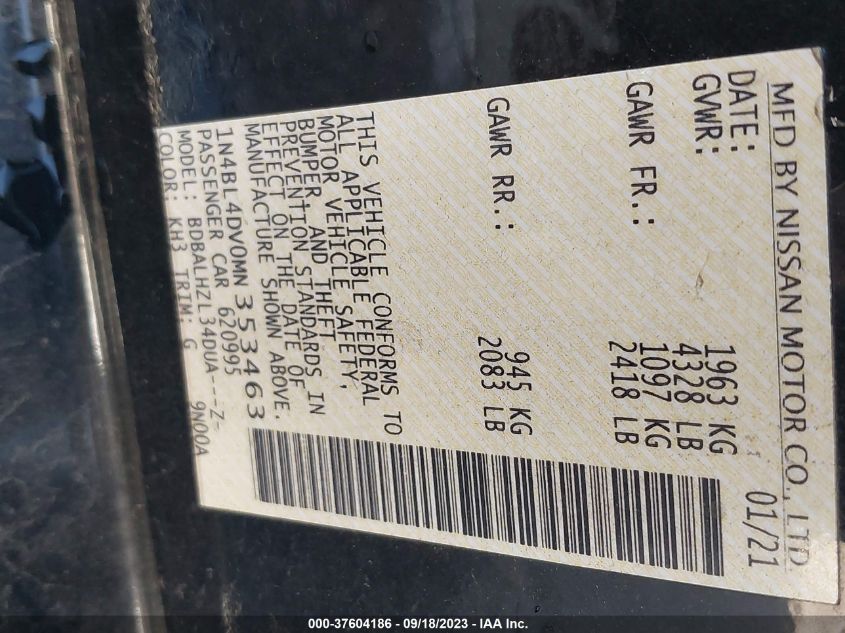 MFD BY NISSAN MOTOR CO., LTD
DATE: 01/21
GVWR: 1963 KG
4328 LB
GAWR FR.: 1097 KG
2418 LB
GAWR RR.: 945 KG
2083 LB
THIS VEHICLE CONFORMS TO
ALL APPLICABLE FEDERAL
MOTOR VEHICLE SAFETY,
BUMPER, AND THEFT
PREVENTION STANDARDS IN
EFFECT ON THE DATE OF
MANUFACTURE SHOWN ABOVE.
1N4BL4DV0MN353463
PASSENGER CAR 620995
MODEL: BDBALHZL34DUA---Z-
COLOR: KH3 TRIM: G 9N00A
000-37604186 - 09/18/2023 - IAA Inc.